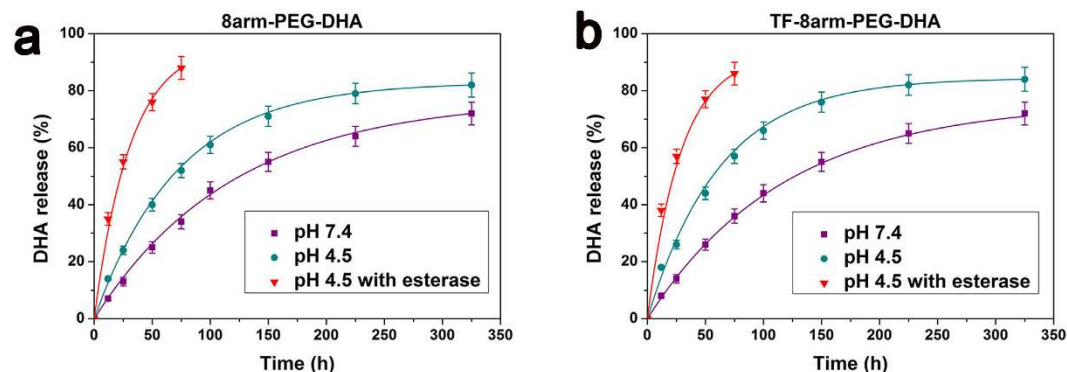 a
8arm-PEG-DHA
DHA release (%)
100
80
60
40
20
0
pH 7.4
pH 4.5
pH 4.5 with esterase
0 50 100 150 200 250 300 350
Time (h)
b
TF-8arm-PEG-DHA
DHA release (%)
100
80
60
40
20
0
pH 7.4
pH 4.5
pH 4.5 with esterase
0 50 100 150 200 250 300 350
Time (h)